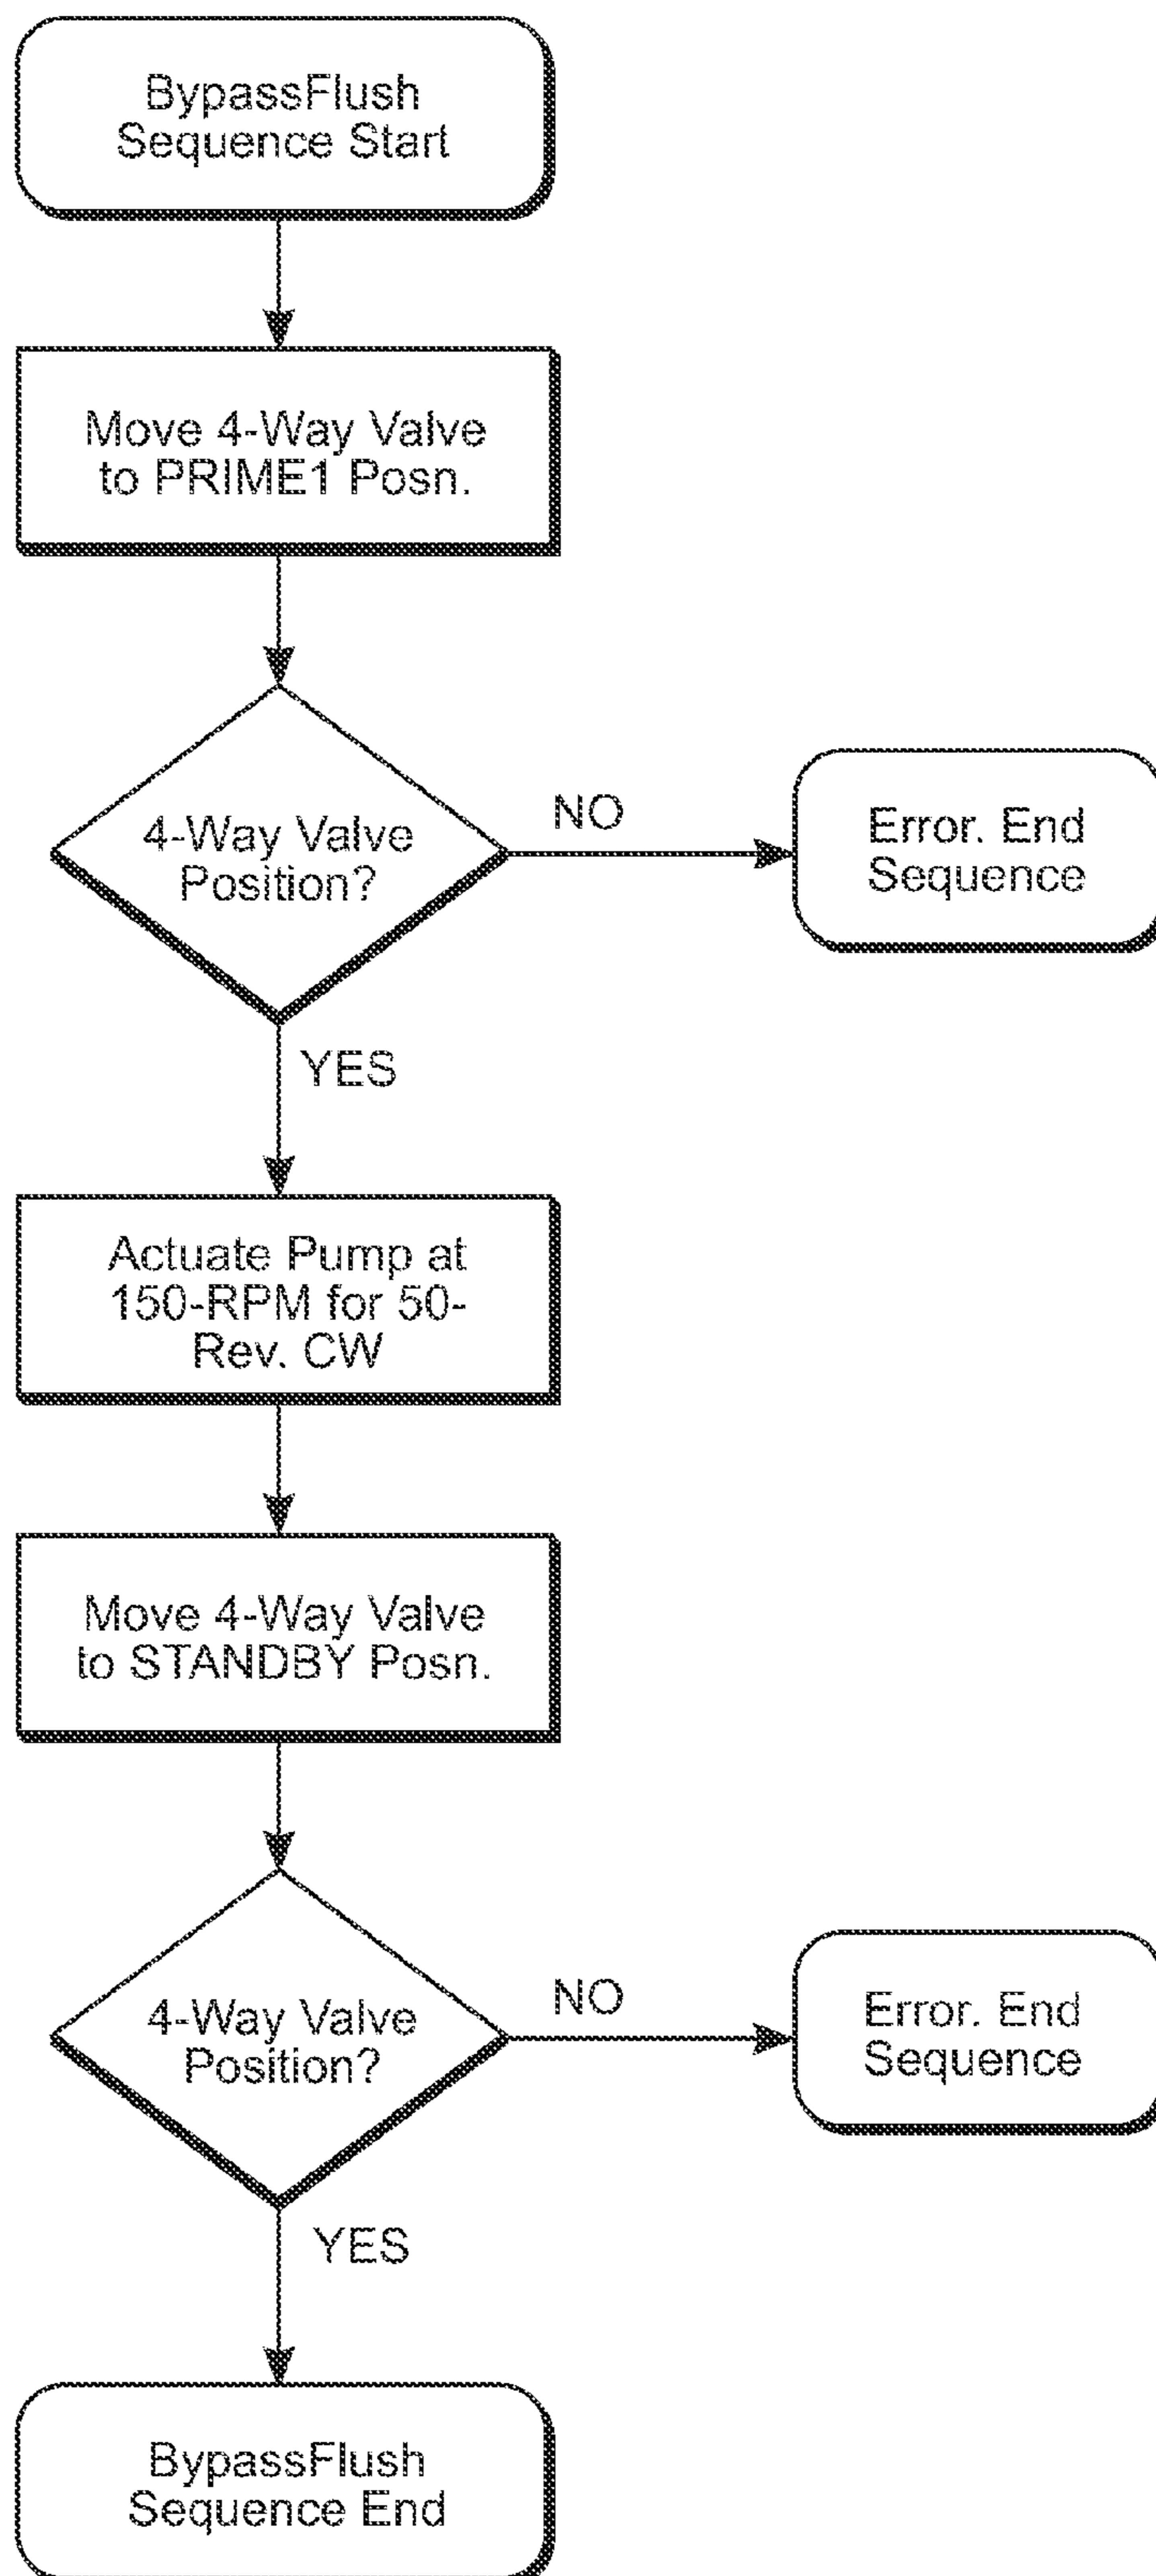 BypassFlush
Sequence Start
Move 4-Way Valve
to PRIME1 Posn.
4-Way Valve
Position?
NO
Error. End
Sequence
YES
Actuate Pump at
150-RPM for 50-
Rev. CW
Move 4-Way Valve
to STANDBY Posn.
4-Way Valve
Position?
NO
Error. End
Sequence
YES
BypassFlush
Sequence End